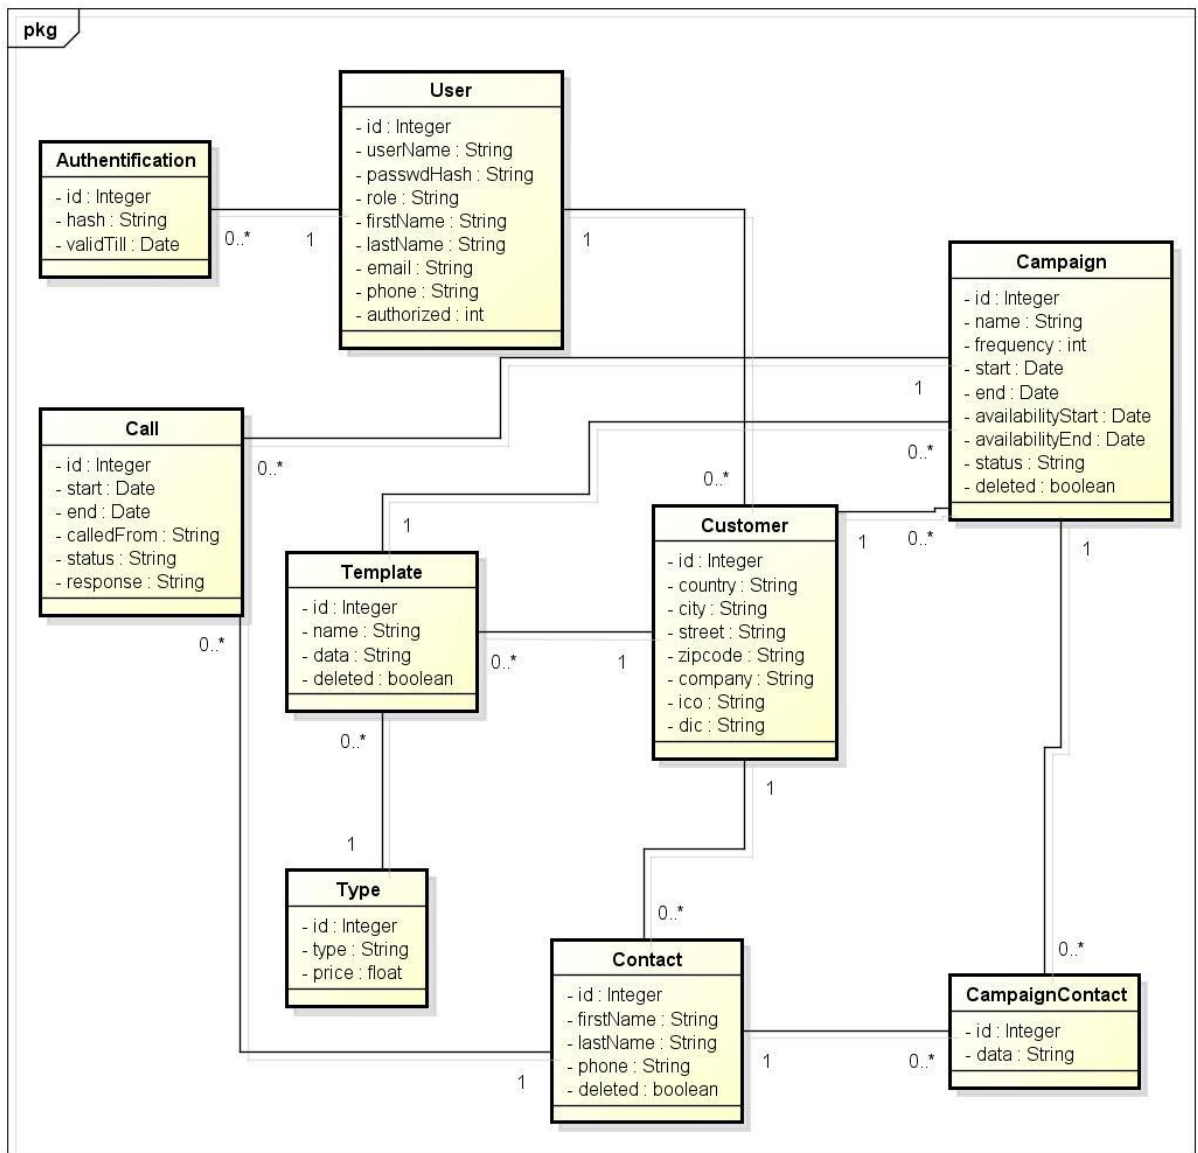 pkg
User
- id : Integer
- userName : String
- passwdHash : String
- role : String
- firstName : String
- lastName : String
- email : String
- phone : String
- authorized : int
Authentification
- id : Integer
- hash : String
- validTill : Date
0..*
1
1
Campaign
- id : Integer
- name : String
- frequency : int
- start : Date
- end : Date
- availabilityStart : Date
- availabilityEnd : Date
- status : String
- deleted : boolean
1
0..*
Call
- id : Integer
- start : Date
- end : Date
- calledFrom : String
- status : String
- response : String
0..*
0..*
0..*
1
Customer
- id : Integer
- country : String
- city : String
- street : String
- zipcode : String
- company : String
- ico : String
- dic : String
1
0..*
1
Template
- id : Integer
- name : String
- data : String
- deleted : boolean
0..*
1
0..*
1
1
Type
- id : Integer
- type : String
- price : float
0..*
Contact
- id : Integer
- firstName : String
- lastName : String
- phone : String
- deleted : boolean
1
1
0..*
0..*
CampaignContact
- id : Integer
- data : String